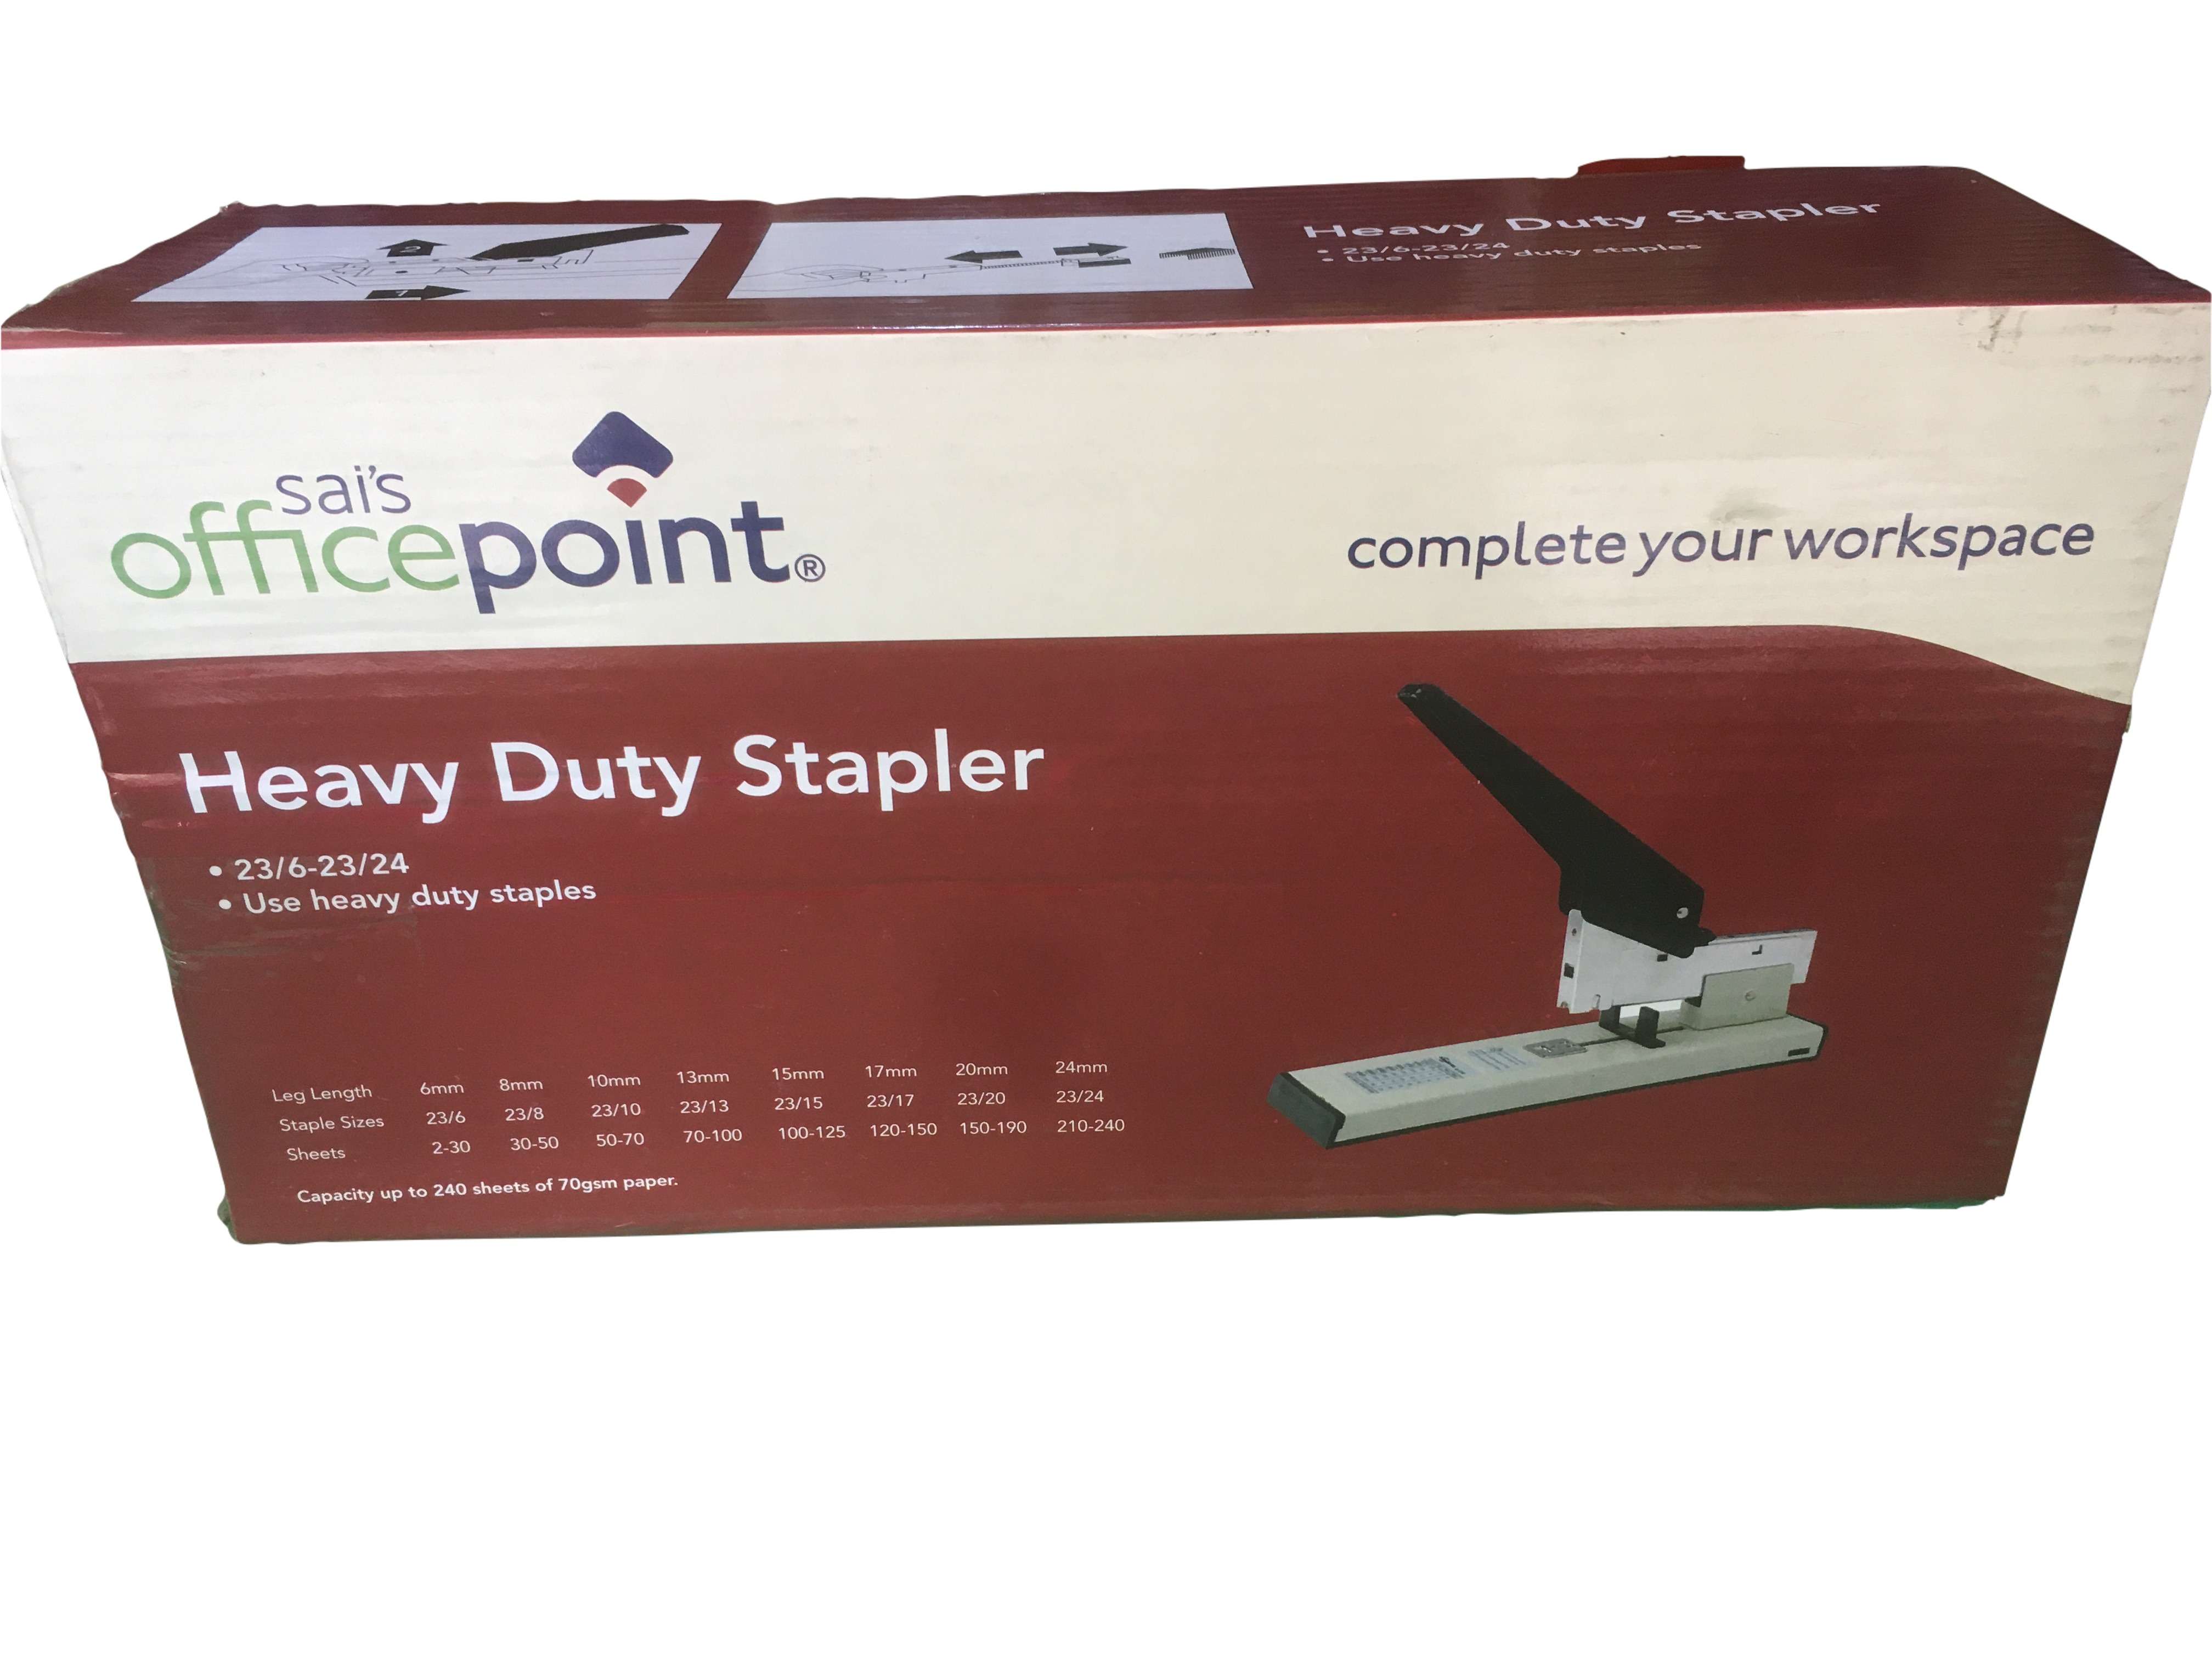 2
1
Heavy Duty Stapler
• 23/6-23/24
• Use heavy duty staples
sai's
officepoint®
complete your workspace
Heavy Duty Stapler
• 23/6-23/24
• Use heavy duty staples
Leg Length 6mm 8mm 10mm 13mm 15mm 17mm 20mm 24mm
Staple Sizes 23/6 23/8 23/10 23/13 23/15 23/17 23/20 23/24
Sheets 2-30 30-50 50-70 70-100 100-125 120-150 150-190 210-240
Capacity up to 240 sheets of 70gsm paper.